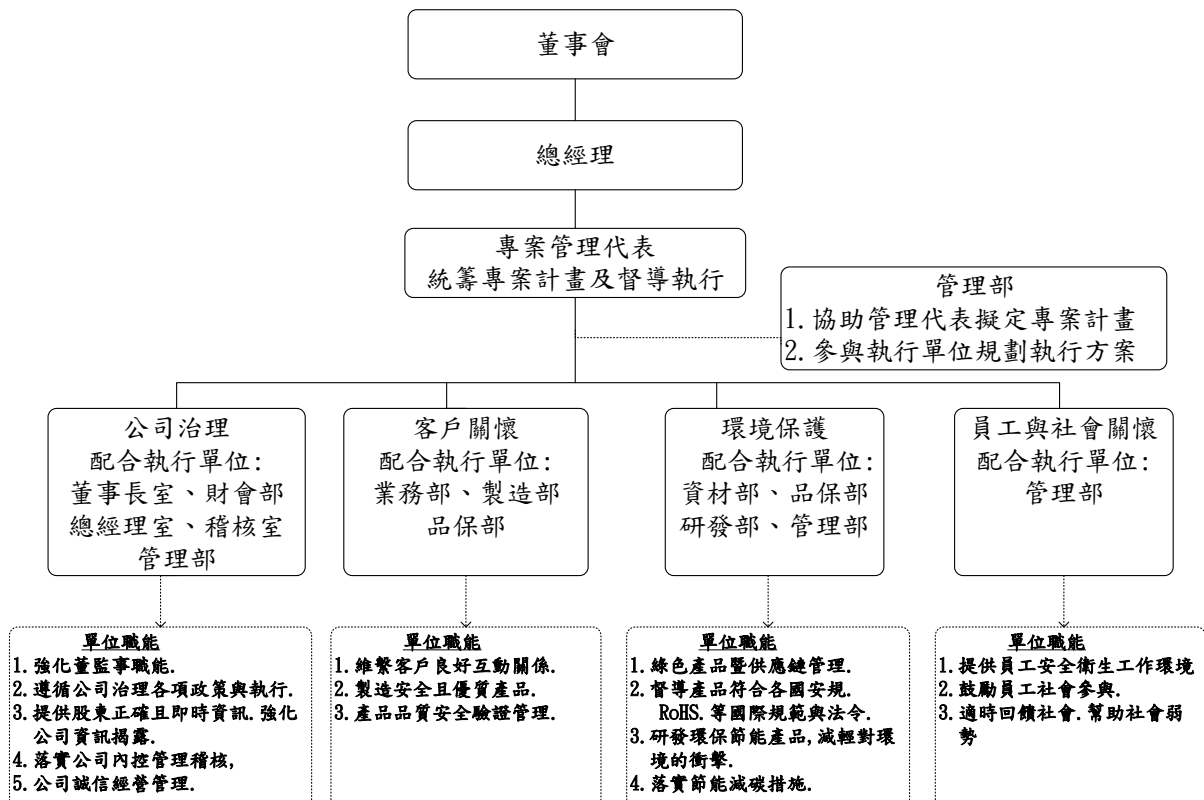 董事會
總經理
專案管理代表
統籌專案計畫及督導執行
管理部
1.協助管理代表擬定專案計畫
2.參與執行單位規劃執行方案
公司治理
配合執行單位:
董事長室、財會部
總經理室、稽核室
管理部
客戶關懷
配合執行單位:
業務部、製造部
品保部
環境保護
配合執行單位:
資材部、品保部
研發部、管理部
員工與社會關懷
配合執行單位:
管理部
單位職能
1.強化董監事職能.
2.遵循公司治理各項政策與執行.
3.提供股東正確且即時資訊.強化
公司資訊揭露.
4.落實公司內控管理稽核,
5.公司誠信經營管理.
單位職能
1.維繫客戶良好互動關係.
2.製造安全且優質產品.
3.產品品質安全驗證管理.
單位職能
1.綠色產品暨供應鏈管理.
2.督導產品符合各國安規.
RoHS.等國際規範與法令.
3.研發環保節能產品,減輕對環
境的衝擊.
4.落實節能減碳措施.
單位職能
1.提供員工安全衛生工作環境
2.鼓勵員工社會參與.
3.適時回饋社會.幫助社會弱
勢